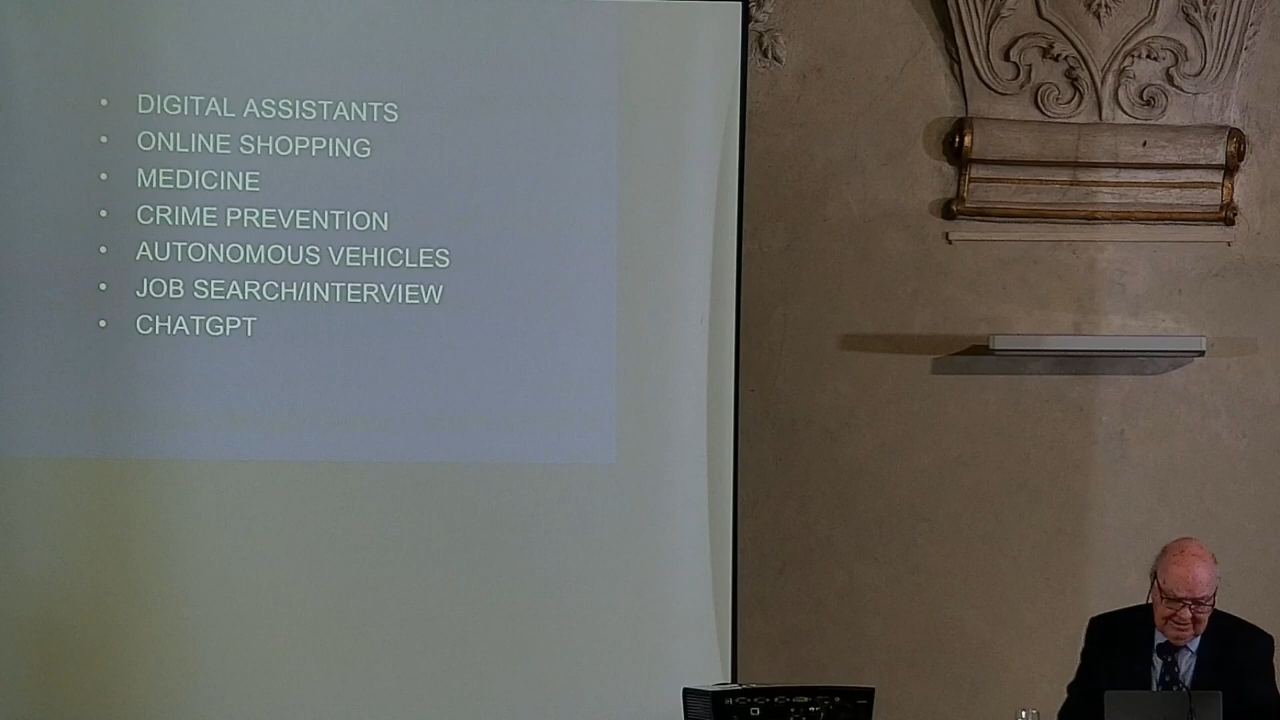 • DIGITAL ASSISTANTS
• ONLINE SHOPPING
• MEDICINE
• CRIME PREVENTION
• AUTONOMOUS VEHICLES
• JOB SEARCH/INTERVIEW
• CHATGPT